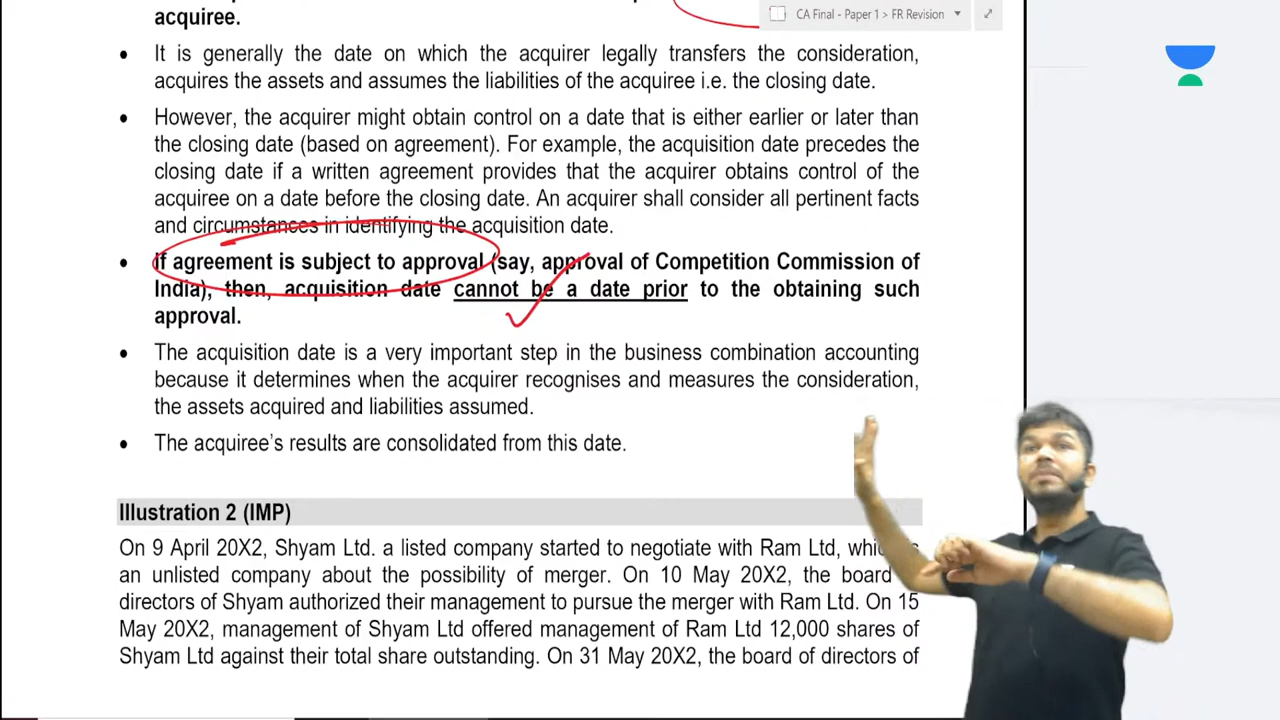 acquiree.
CA Final - Paper 1 > FR Revision
• It is generally the date on which the acquirer legally transfers the consideration,
acquires the assets and assumes the liabilities of the acquiree i.e. the closing date.
• However, the acquirer might obtain control on a date that is either earlier or later than
the closing date (based on agreement). For example, the acquisition date precedes the
closing date if a written agreement provides that the acquirer obtains control of the
acquiree on a date before the closing date. An acquirer shall consider all pertinent facts
and circumstances in identifying the acquisition date.
• If agreement is subject to approval (say, approval of Competition Commission of
India), then, acquisition date cannot be a date prior to the obtaining such
approval.
• The acquisition date is a very important step in the business combination accounting
because it determines when the acquirer recognises and measures the consideration,
the assets acquired and liabilities assumed.
• The acquiree's results are consolidated from this date.
Illustration 2 (IMP)
On 9 April 20X2, Shyam Ltd. a listed company started to negotiate with Ram Ltd,
an unlisted company about the possibility of merger. On 10 May 20X2, the board
directors of Shyam authorized their management to pursue the merger with Ram Ltd. On 15
May 20X2, management of Shyam Ltd offered management of Ram Ltd 12,000 shares of
Shyam Ltd against their total share outstanding. On 31 May 20X2, the board of directors of